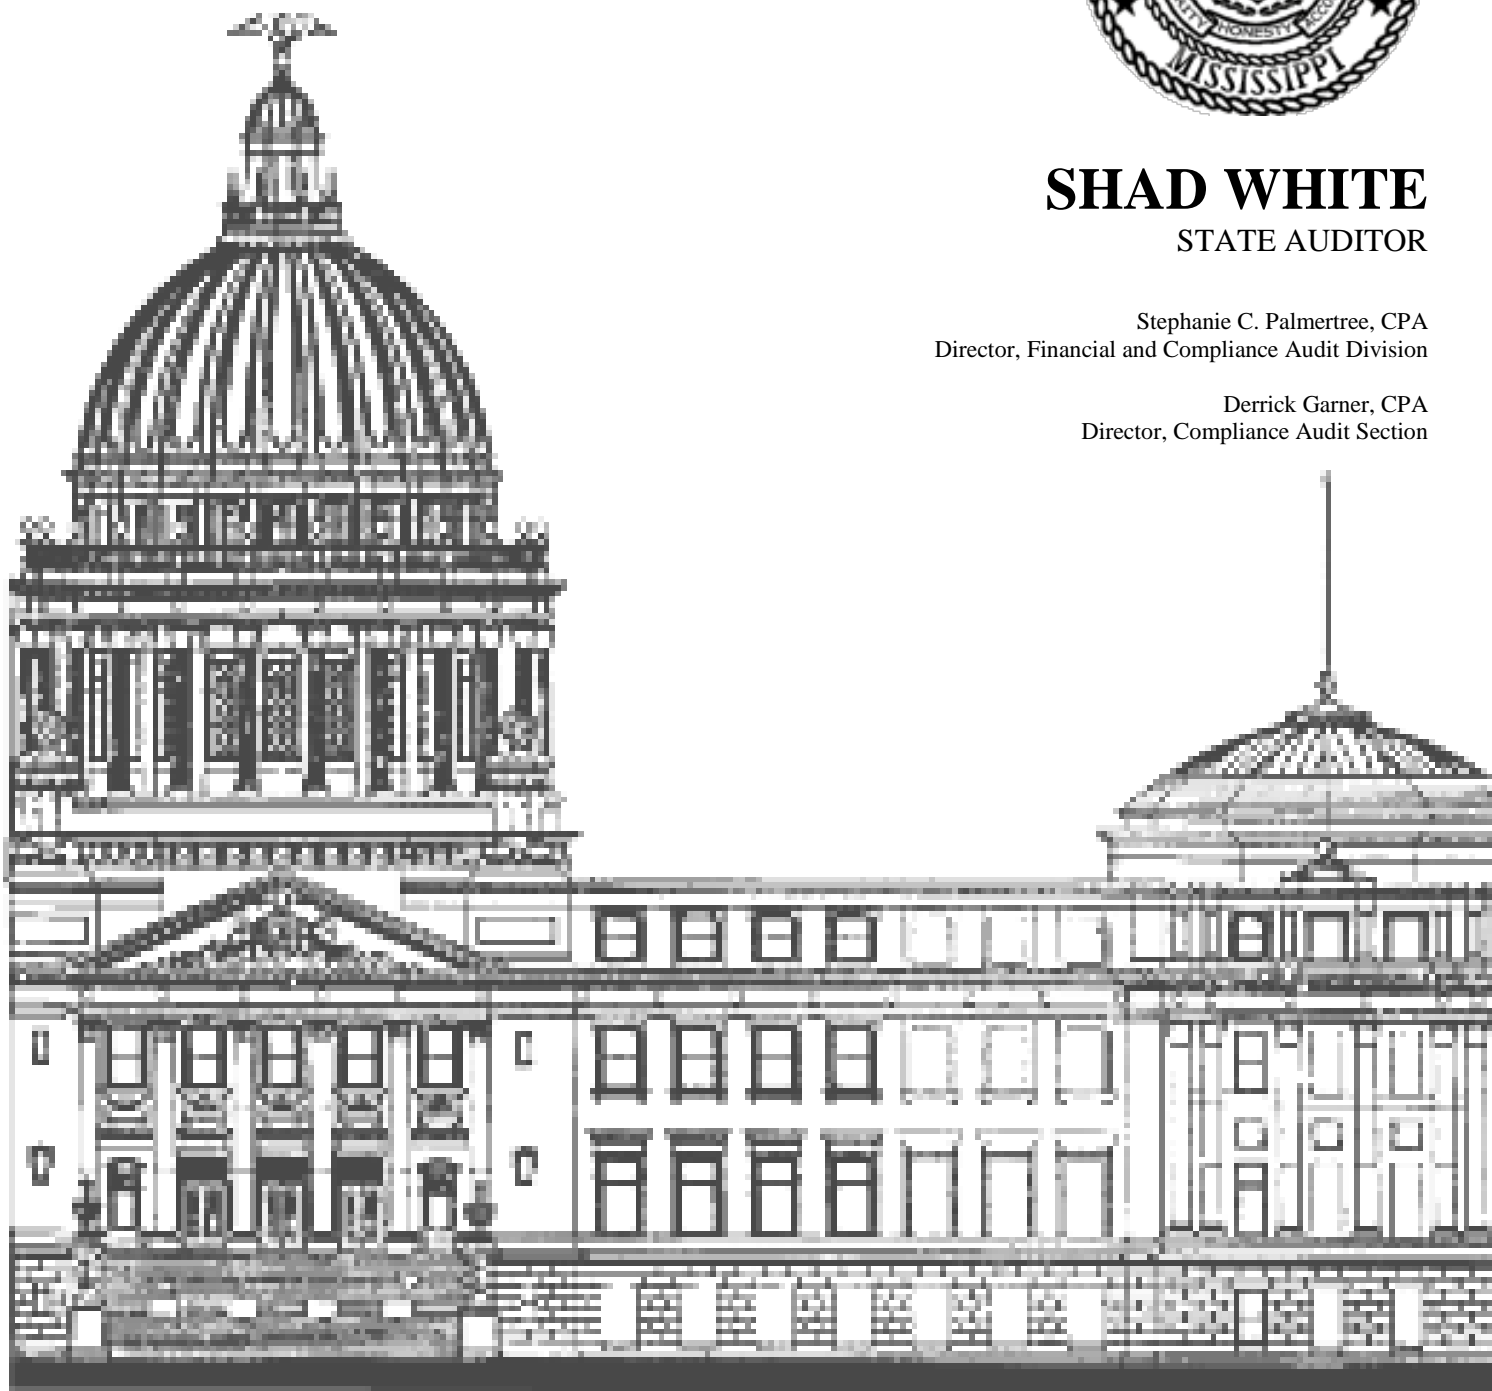 HONESTY
MISSISSIPPI
SHAD WHITE
STATE AUDITOR
Stephanie C. Palmertree, CPA
Director, Financial and Compliance Audit Division
Derrick Garner, CPA
Director, Compliance Audit Section